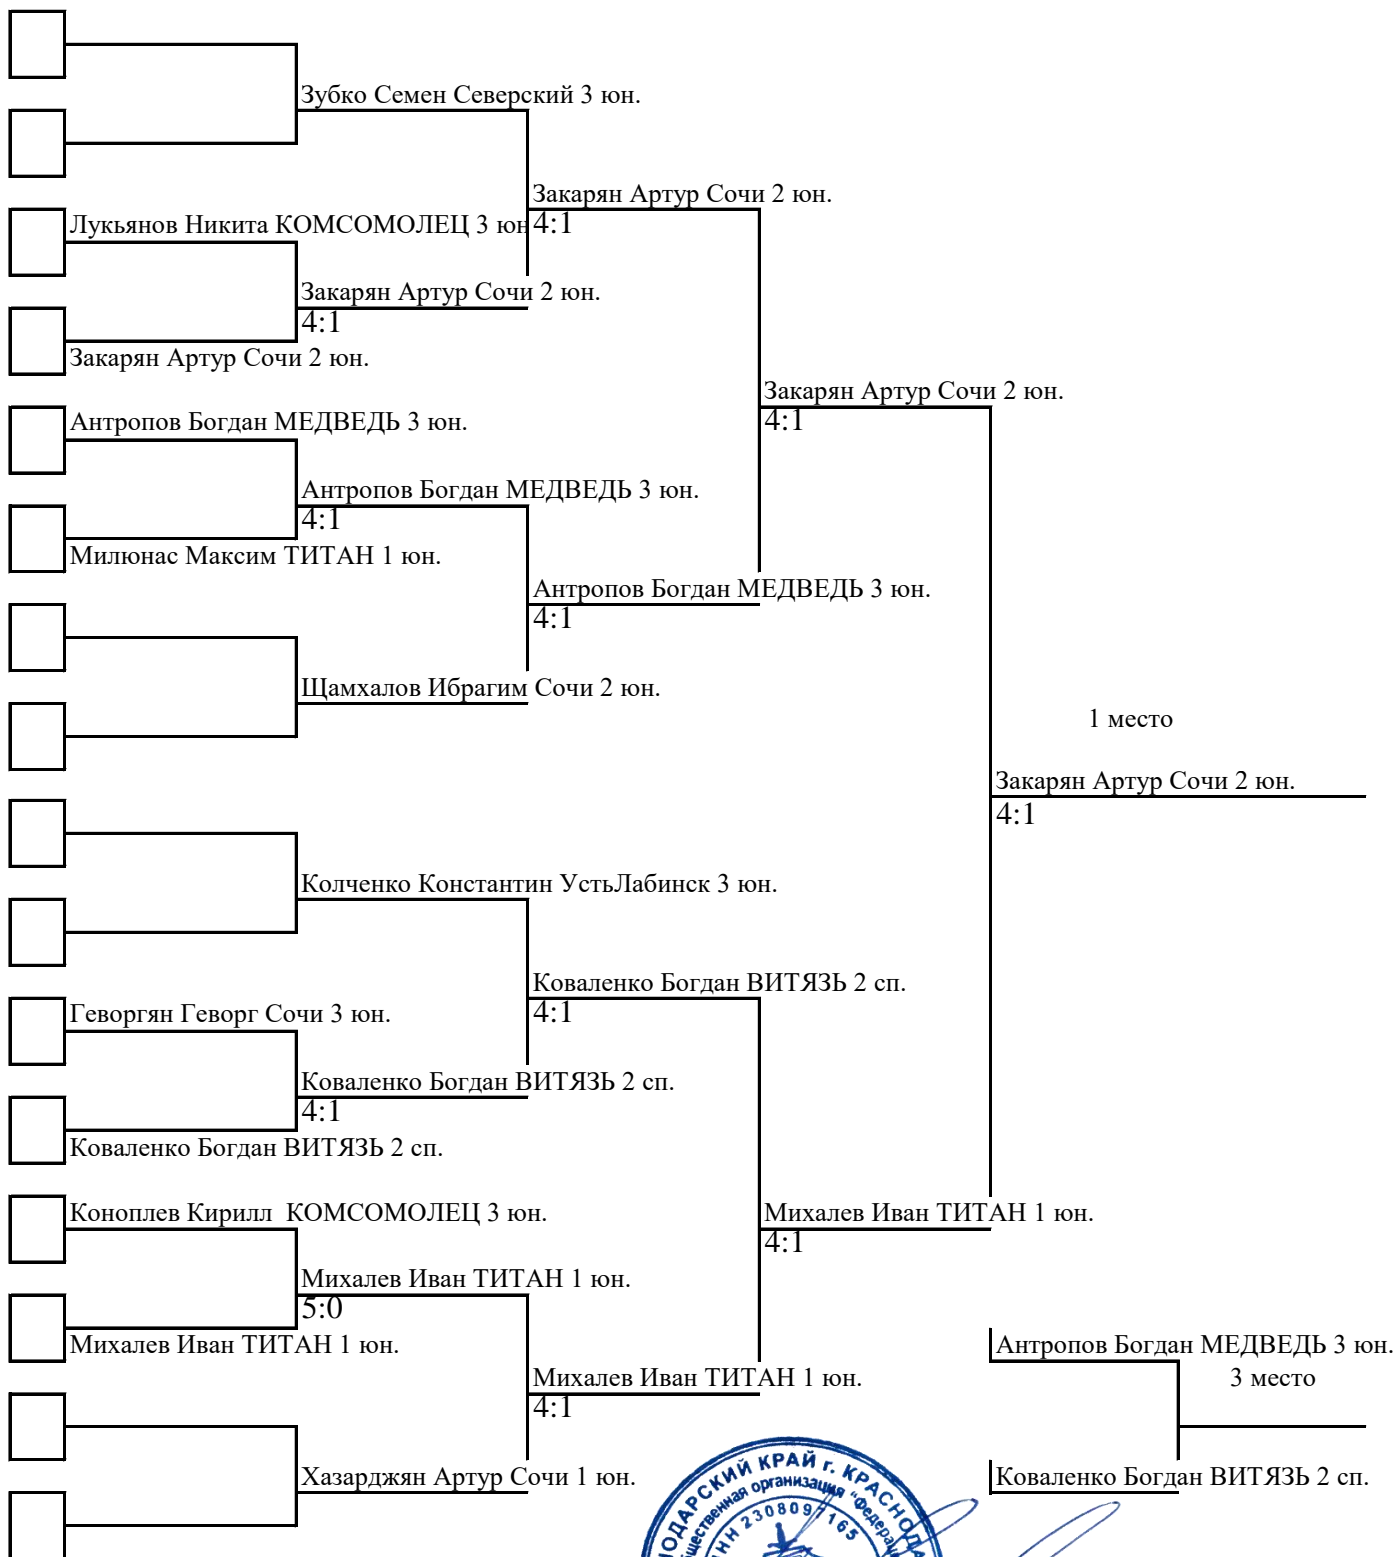 Зубко Семен Северский 3 юн.
Закарян Артур Сочи 2 юн.
Лукьянов Никита КОМСОМОЛЕЦ 3 юн
4:1
Закарян Артур Сочи 2 юн.
4:1
Закарян Артур Сочи 2 юн.
Закарян Артур Сочи 2 юн.
4:1
Антропов Богдан МЕДВЕДЬ 3 юн.
Антропов Богдан МЕДВЕДЬ 3 юн.
4:1
Милюнас Максим ТИТАН 1 юн.
Антропов Богдан МЕДВЕДЬ 3 юн.
4:1
Щамхалов Ибрагим Сочи 2 юн.
1 место
Закарян Артур Сочи 2 юн.
4:1
Колченко Константин УстьЛабинск 3 юн.
Коваленко Богдан ВИТЯЗЬ 2 сп.
4:1
Геворгян Геворг Сочи 3 юн.
Коваленко Богдан ВИТЯЗЬ 2 сп.
4:1
Коваленко Богдан ВИТЯЗЬ 2 сп.
Коноплев Кирилл КОМСОМОЛЕЦ 3 юн.
Михалев Иван ТИТАН 1 юн.
4:1
Михалев Иван ТИТАН 1 юн.
5:0
Михалев Иван ТИТАН 1 юн.
Антропов Богдан МЕДВЕДЬ 3 юн.
3 место
Михалев Иван ТИТАН 1 юн.
4:1
Хазарджян Артур Сочи 1 юн.
Коваленко Богдан ВИТЯЗЬ 2 сп.
КРАЙ г.
организация
ИНН 2308097165